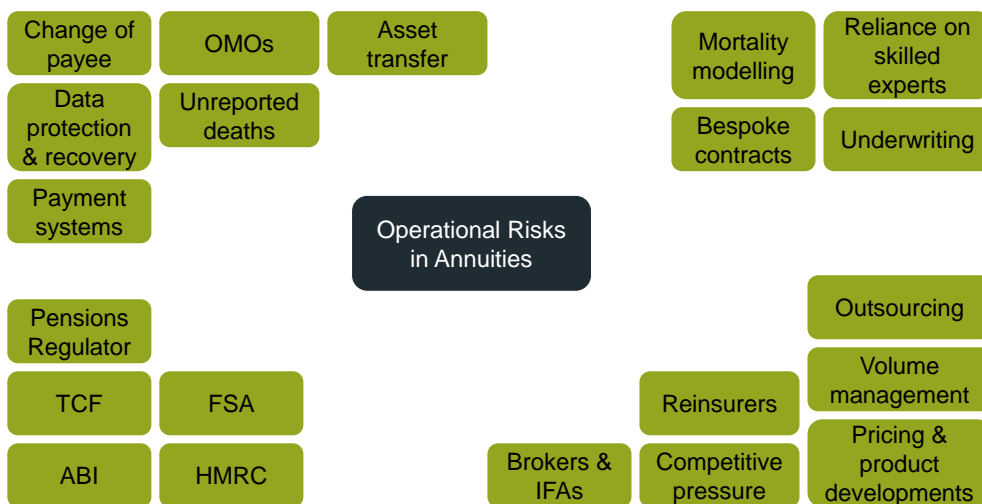 Change of
payee
OMOs
Asset
transfer
Data
protection
& recovery
Unreported
deaths
Payment
systems
Mortality
modelling
Reliance on
skilled
experts
Bespoke
contracts
Underwriting
Operational Risks
in Annuities
Pensions
Regulator
TCF
FSA
ABI
HMRC
Outsourcing
Volume
management
Reinsurers
Brokers &
IFAs
Competitive
pressure
Pricing &
product
developments